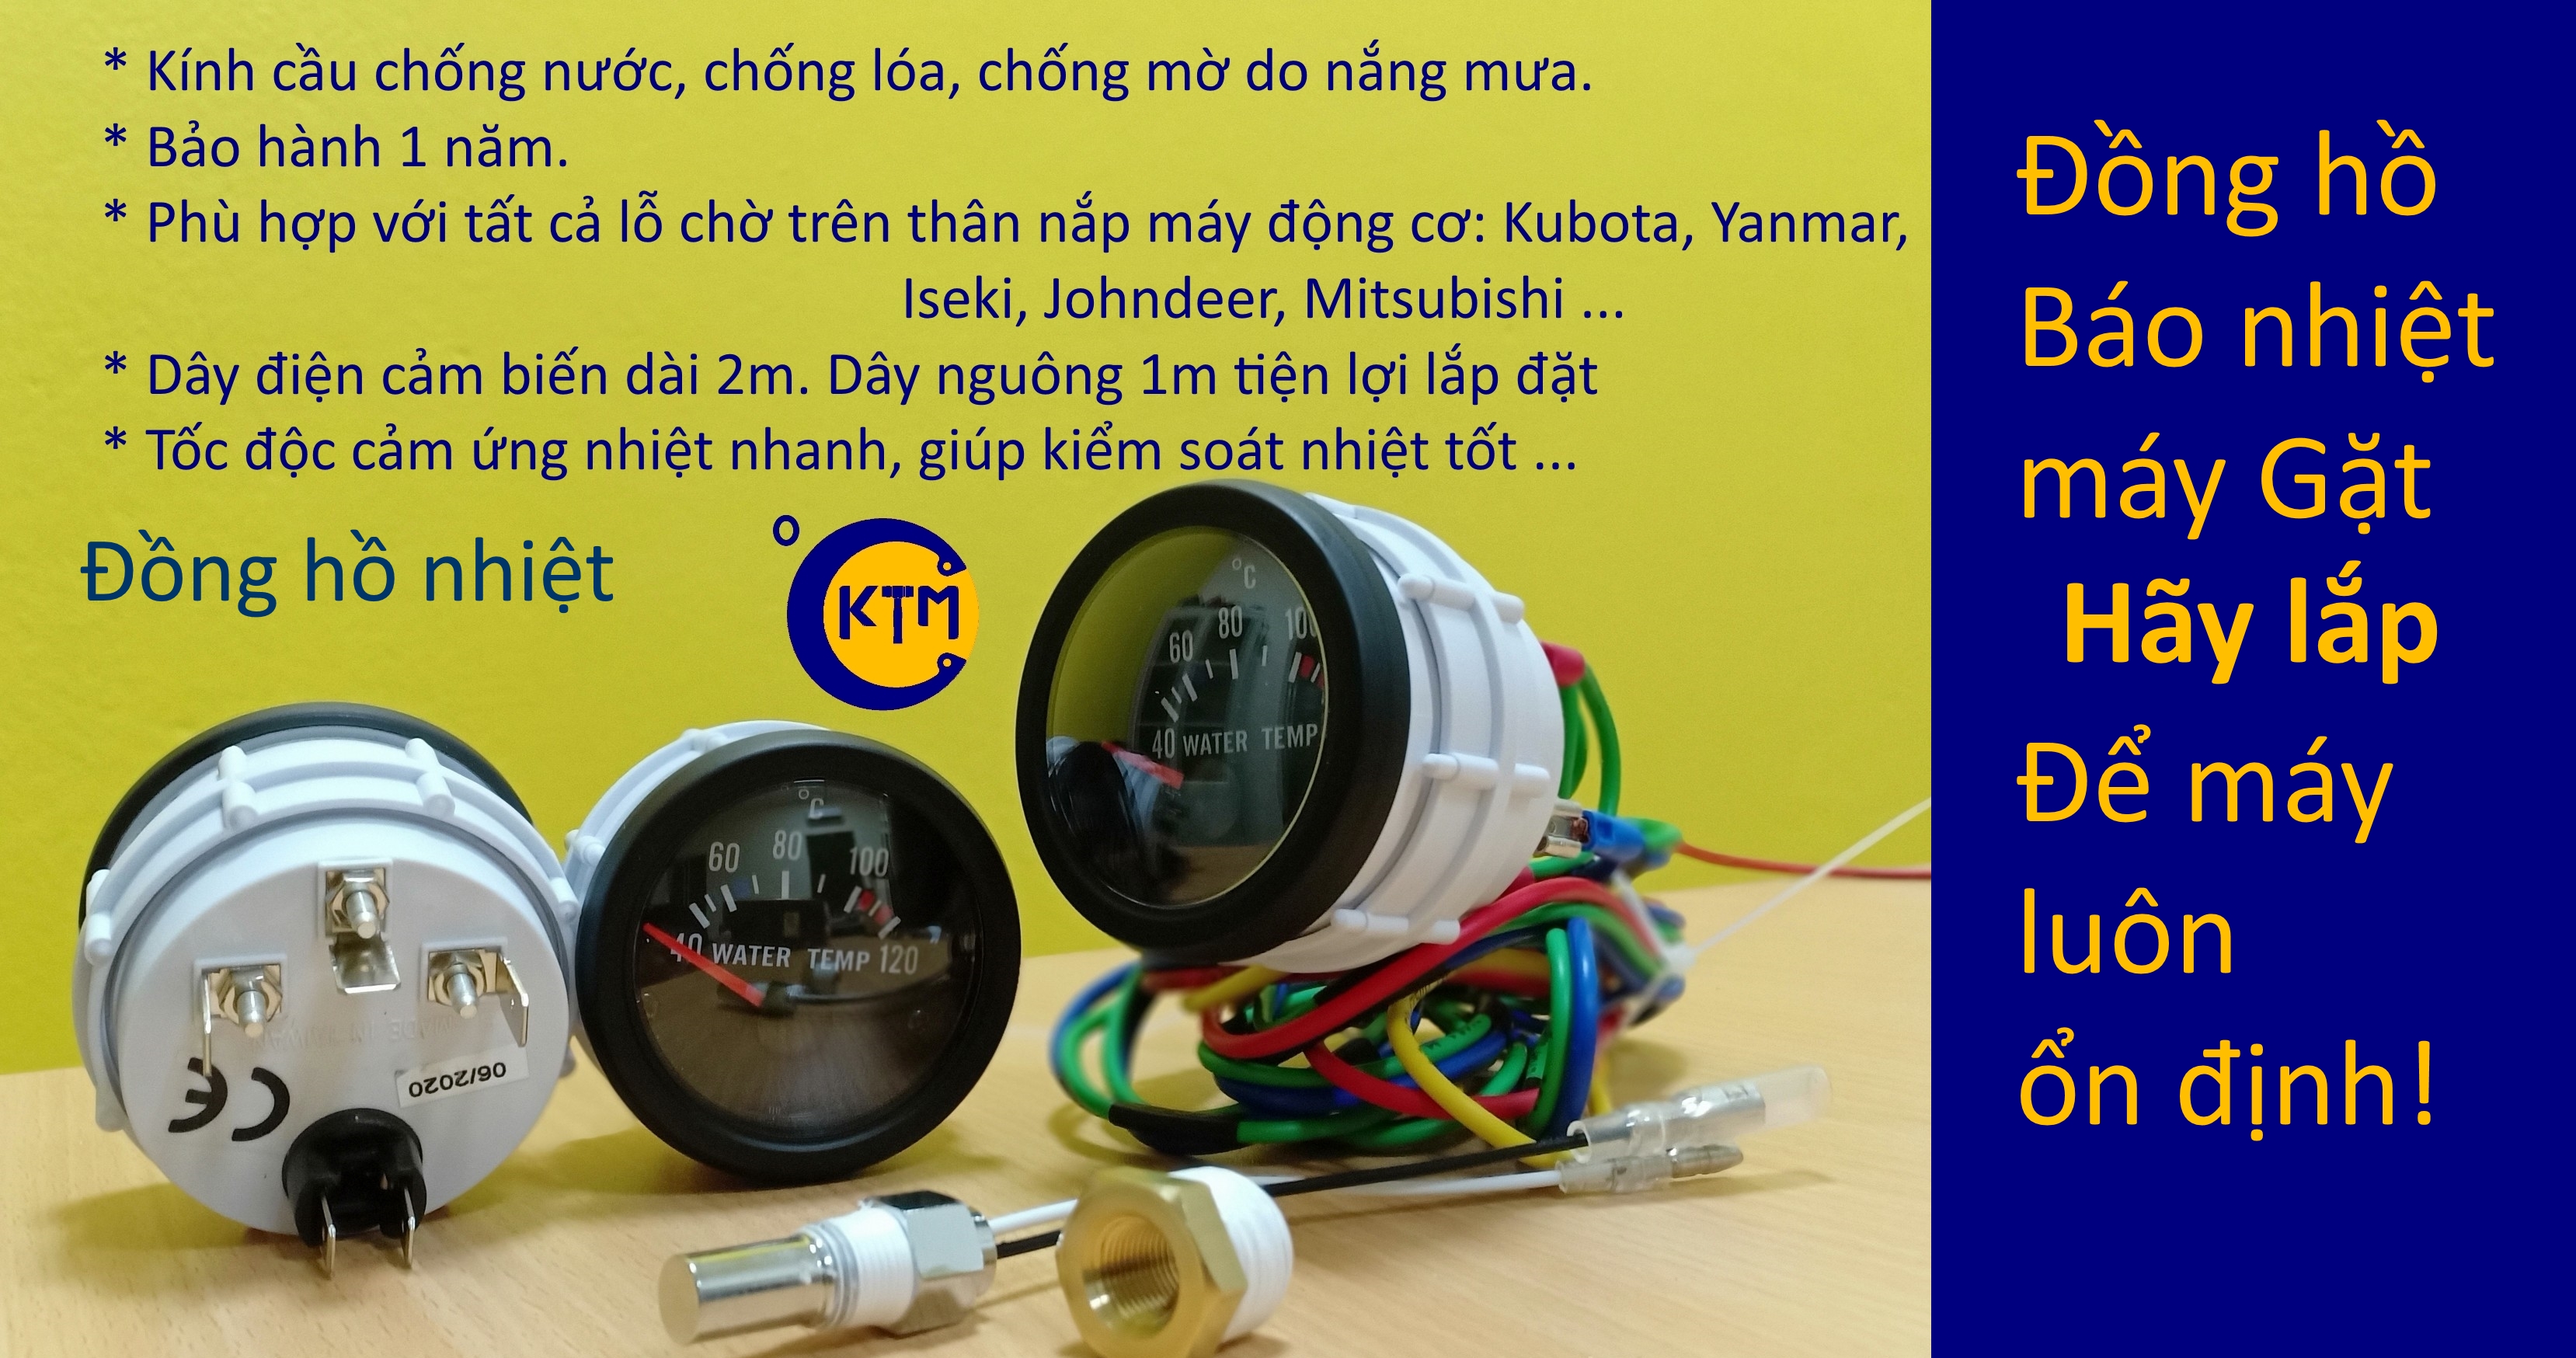 * Kính cầu chống nước, chống lóa, chống mờ do nắng mưa.
* Bảo hành 1 năm.
* Phù hợp với tất cả lỗ chờ trên thân nắp máy động cơ: Kubota, Yanmar,
Iseki, Johndeer, Mitsubishi ...
* Dây điện cảm biến dài 2m. Dây nguông 1m tiện lợi lắp đặt
* Tốc độc cảm ứng nhiệt nhanh, giúp kiểm soát nhiệt tốt ...
Đồng hồ nhiệt
KTM
°C
60 80 100
40 WATER TEMP
°C
60 80 100
40 WATER TEMP 120
MADE IN TAIWAN
06/2020
CE
Đồng hồ
Báo nhiệt
máy Gặt
Hãy lắp
Để máy
luôn
ổn định!